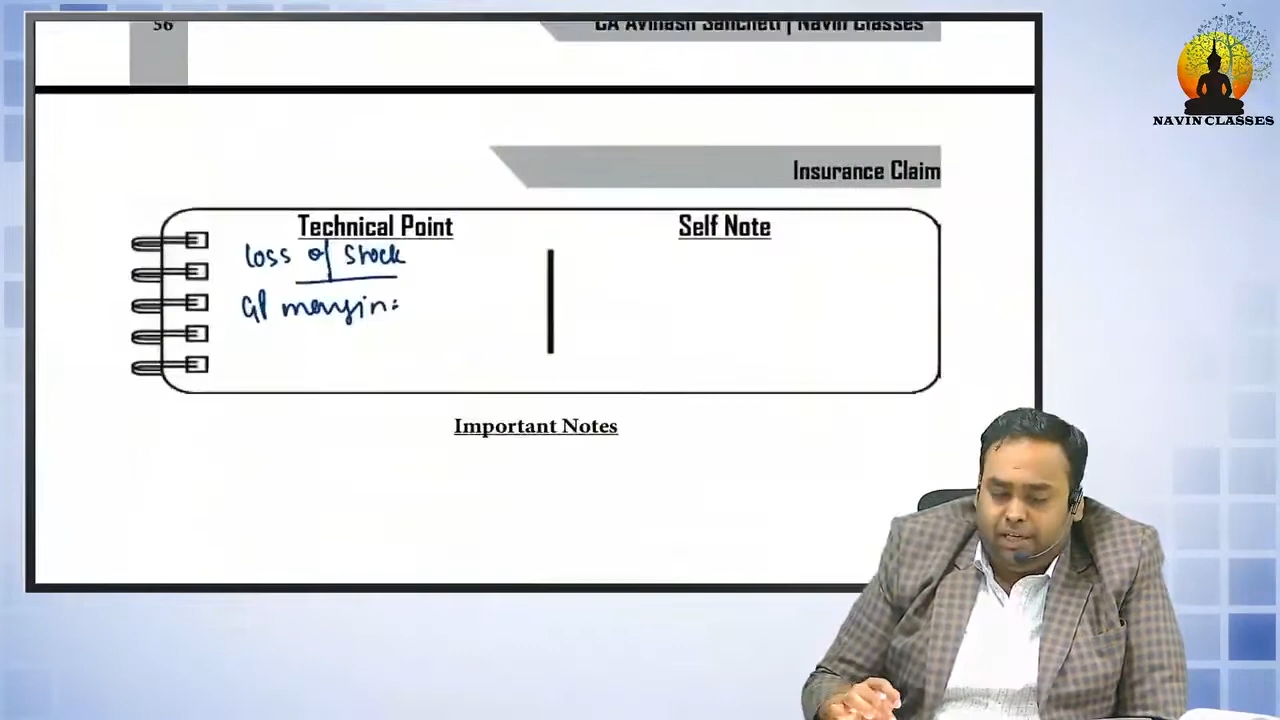 56
CA Avinash Sancheti | Navin Classes
NAVIN CLASSES
Insurance Claim
Technical Point
Self Note
loss of stock
GP margin:
Important Notes